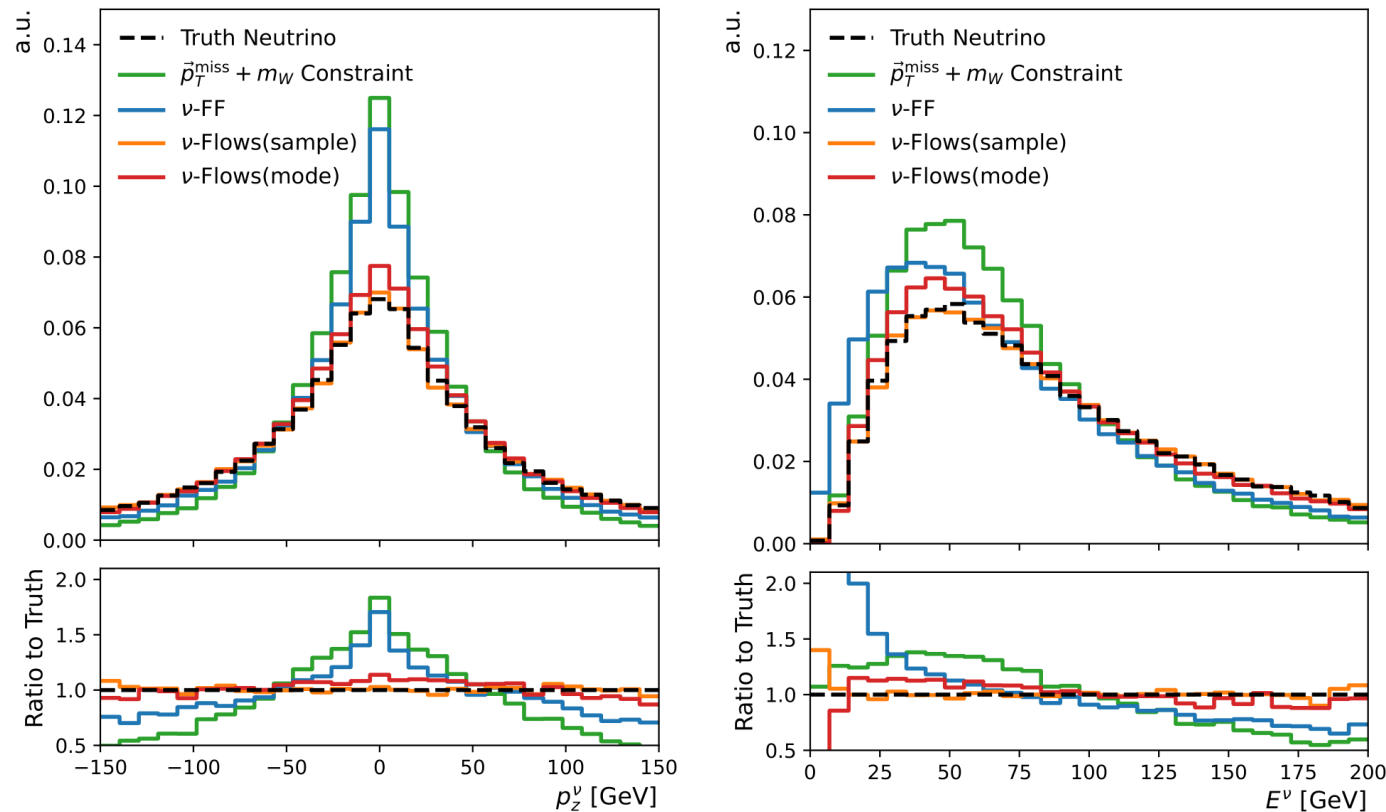 a.u.
0.14
0.12
0.10
0.08
0.06
0.04
0.02
0.00
Truth Neutrino
p⃗_T^miss + m_W Constraint
ν-FF
ν-Flows(sample)
ν-Flows(mode)
Ratio to Truth
2.0
1.5
1.0
0.5
−150 −100 −50 0 50 100 150
p_z^ν [GeV]
a.u.
0.12
0.10
0.08
0.06
0.04
0.02
0.00
Truth Neutrino
p⃗_T^miss + m_W Constraint
ν-FF
ν-Flows(sample)
ν-Flows(mode)
Ratio to Truth
2.0
1.5
1.0
0.5
0 25 50 75 100 125 150 175 200
E^ν [GeV]